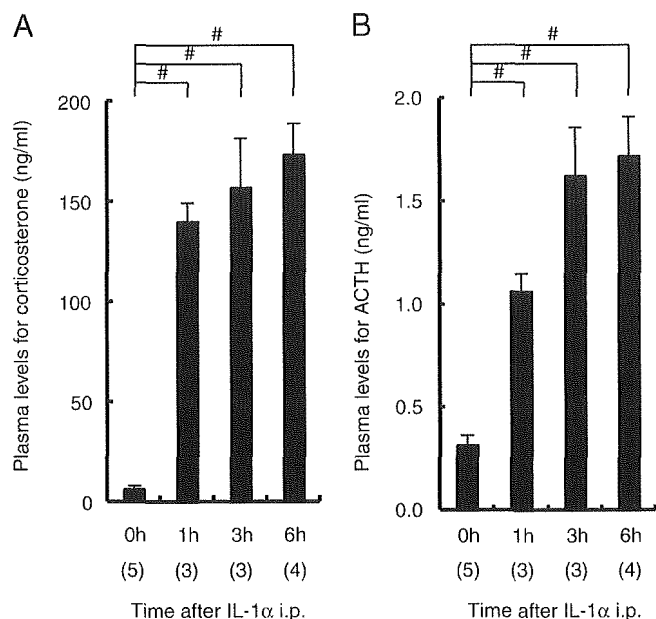 A
#
#
#
Plasma levels for corticosterone (ng/ml)
200
150
100
50
0
0h 1h 3h 6h
(5) (3) (3) (4)
Time after IL-1α i.p.
B
#
#
#
Plasma levels for ACTH (ng/ml)
2.0
1.5
1.0
0.5
0.0
0h 1h 3h 6h
(5) (3) (3) (4)
Time after IL-1α i.p.